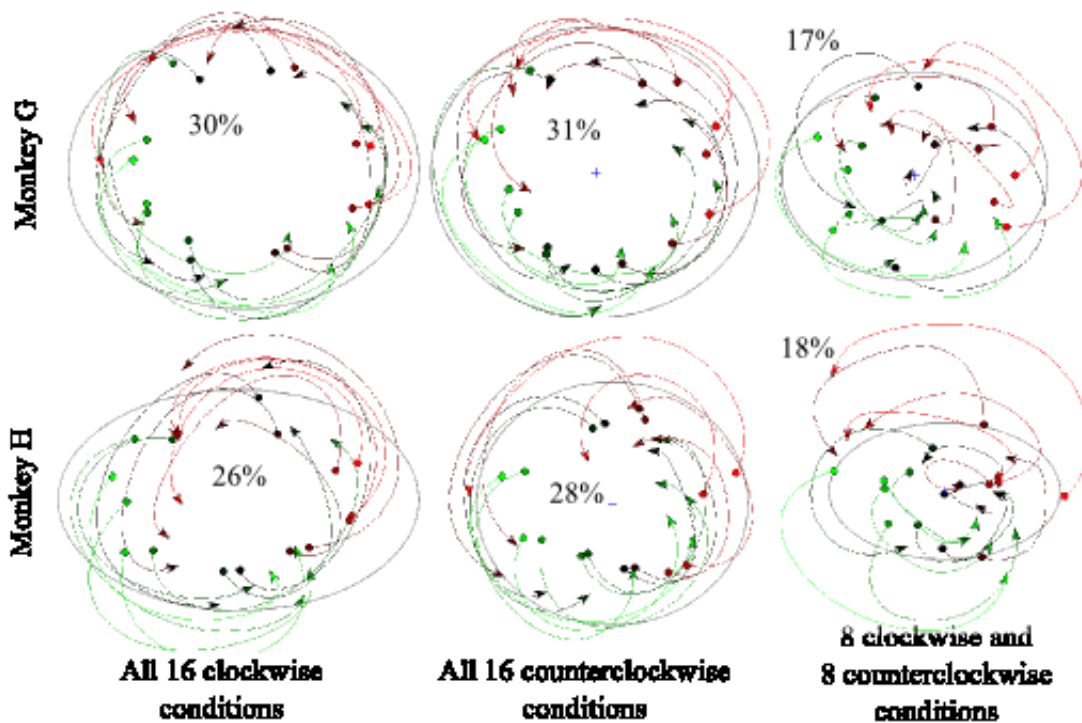 Monkey G
30%
31%
17%
Monkey H
26%
28%
18%
All 16 clockwise
conditions
All 16 counterclockwise
conditions
8 clockwise and
8 counterclockwise
conditions